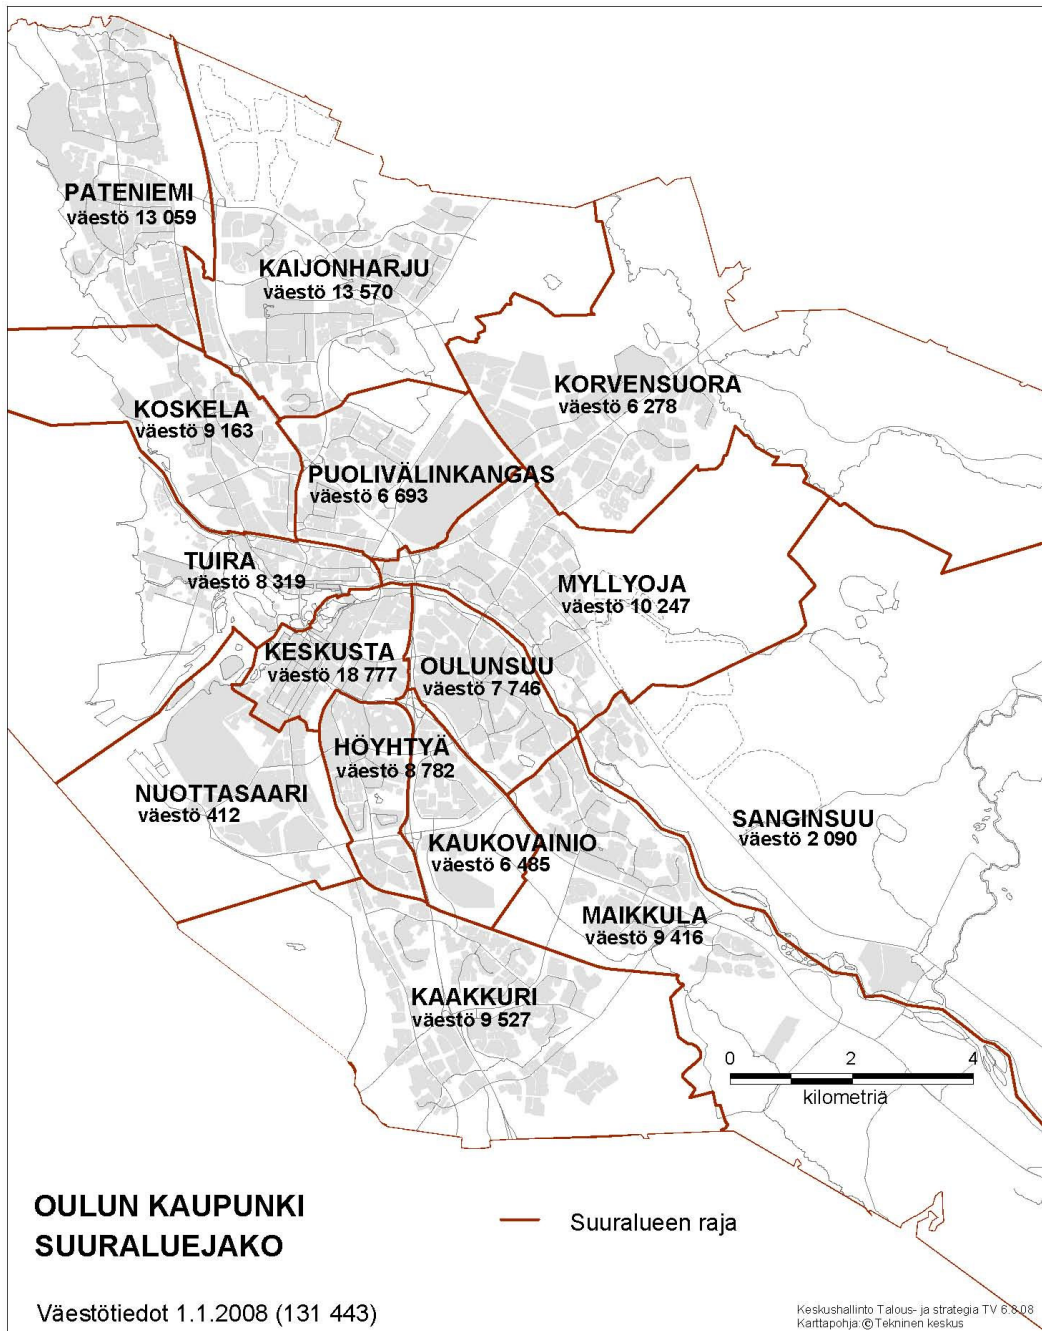 PATENIEMI
väestö 13 059
KAIJONHARJU
väestö 13 570
KORVENSUORA
väestö 6 278
KOSKELA
väestö 9 163
PUOLIVÄLINKANGAS
väestö 6 693
TUIRA
väestö 8 319
MYLLYOJA
väestö 10 247
KESKUSTA
väestö 18 777
OULUNSUU
väestö 7 746
HÖYHTYÄ
väestö 8 782
NUOTTASAARI
väestö 412
KAUKOVAINIO
väestö 6 485
SANGINSUU
väestö 2 090
MAIKKULA
väestö 9 416
KAAKKURI
väestö 9 527
0 2 4
kilometriä
OULUN KAUPUNKI
SUURALUEJAKO
Suuralueen raja
Väestötiedot 1.1.2008 (131 443)
Keskushallinto Talous- ja strategia TV 6.8.08
Karttapohja:©Tekninen keskus